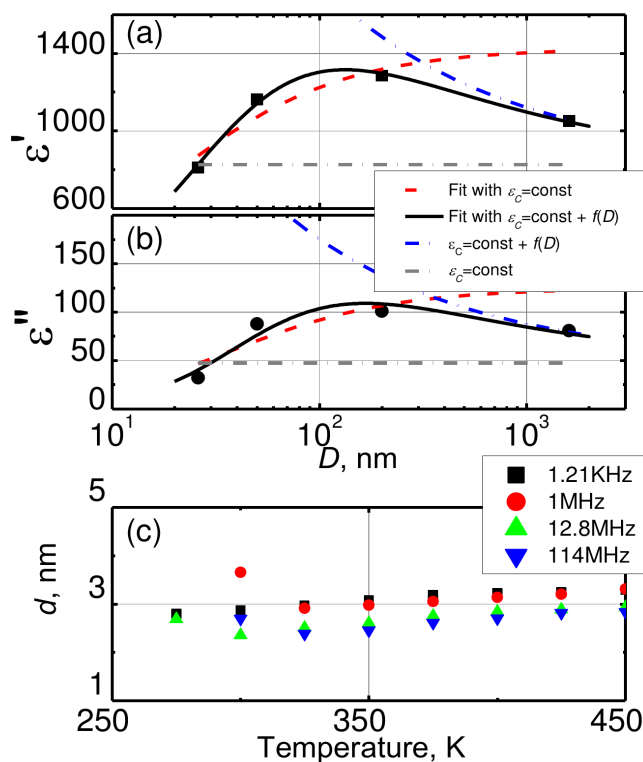 (a)
1400
1000
600
ε'
Fit with ε_C=const
Fit with ε_C=const + f(D)
ε_C=const + f(D)
ε_C=const
(b)
150
100
50
0
ε''
10^1
10^2
10^3
D, nm
1.21KHz
1MHz
12.8MHz
114MHz
(c)
5
3
1
d, nm
250
350
450
Temperature, K